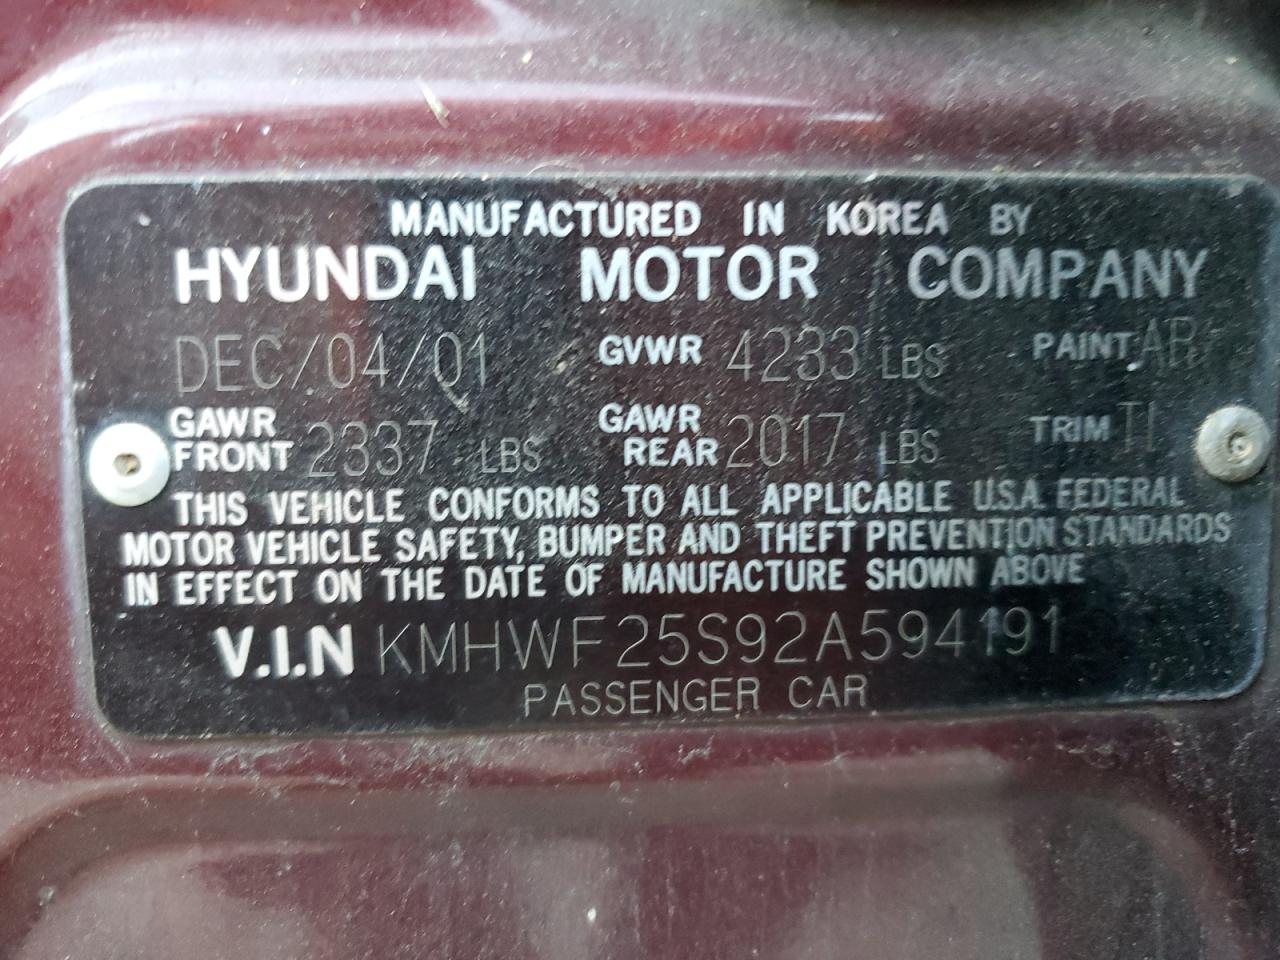 MANUFACTURED IN KOREA BY
HYUNDAI MOTOR COMPANY
DEC/04/01 GVWR 4233 LBS PAINT AR
GAWR FRONT 2337 LBS GAWR REAR 2017 LBS TRIM TI
THIS VEHICLE CONFORMS TO ALL APPLICABLE U.S.A. FEDERAL
MOTOR VEHICLE SAFETY, BUMPER AND THEFT PREVENTION STANDARDS
IN EFFECT ON THE DATE OF MANUFACTURE SHOWN ABOVE
V.I.N KMHWF25S92A594191
PASSENGER CAR